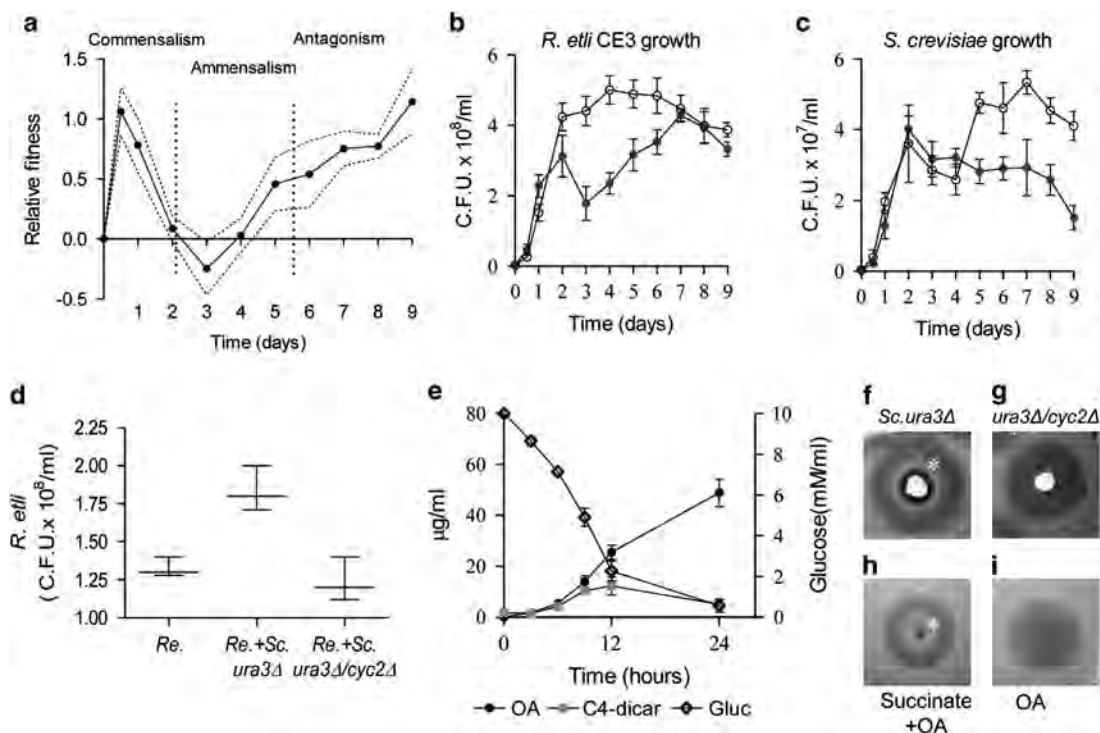 a
Commensalism
Ammensalism
Antagonism
Relative fitness
1.5
1.0
0.5
0.0
-0.5
1 2 3 4 5 6 7 8 9
Time (days)
b
R. etli CE3 growth
C.F.U. x 10⁸/ml
6
4
2
0
0 1 2 3 4 5 6 7 8 9
Time (days)
c
S. crevisiae growth
C.F.U. x 10⁷/ml
6
4
2
0
0 1 2 3 4 5 6 7 8 9
Time (days)
d
R. etli
( C.F.U.x 10⁸/ml)
2.25
2.00
1.75
1.50
1.25
1.00
Re.
Re.+Sc.
ura3Δ
Re.+Sc.
ura3Δ/cyc2Δ
e
µg/ml
80
60
40
20
0
Glucose(mM/ml)
10
8
6
4
2
0
0 6 12 18 24
Time (hours)
OA C4-dicar Gluc
f
Sc.ura3Δ
*
g
ura3Δ/cyc2Δ
h
*
Succinate
+OA
i
OA